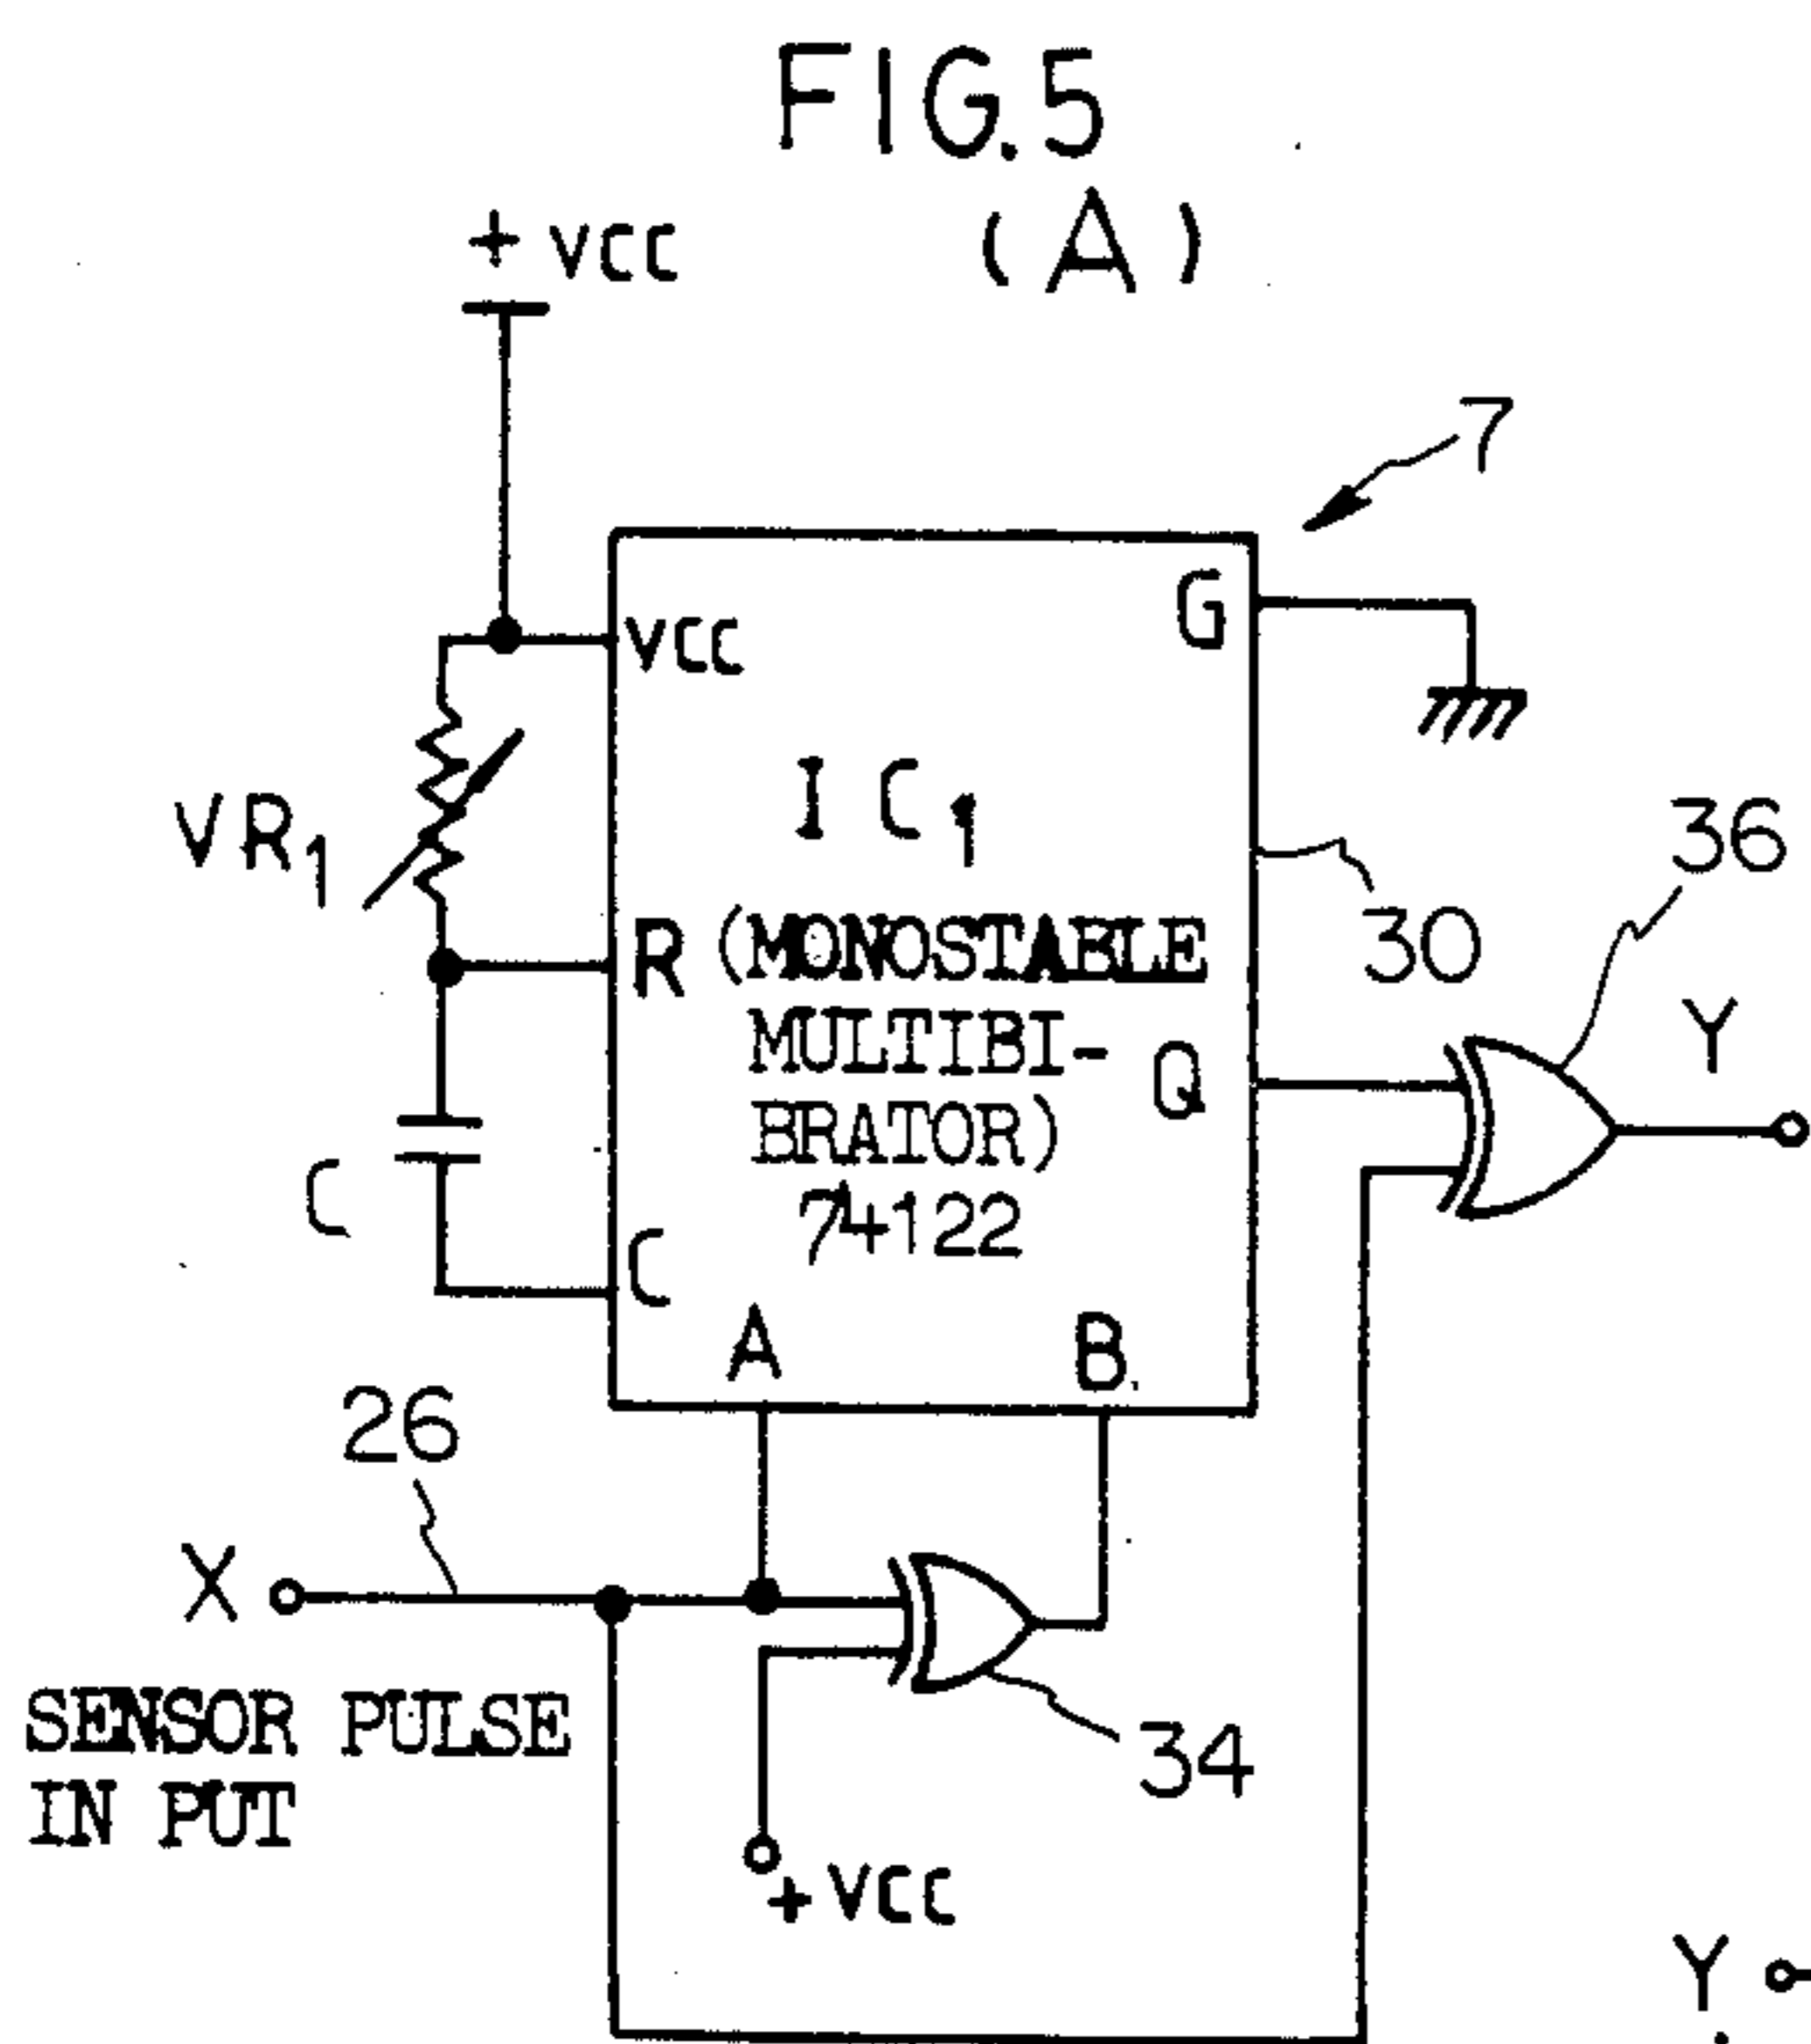 FIG.5
(A)
+ VCC
7
VCC
G
IC1
VR1
36
R
(MONOSTABLE
MULTIBI-
BRATOR)
74122
30
Q
Y
C
C
A
B.
26
X
SENSOR PULSE
IN PUT
34
+ VCC
Y